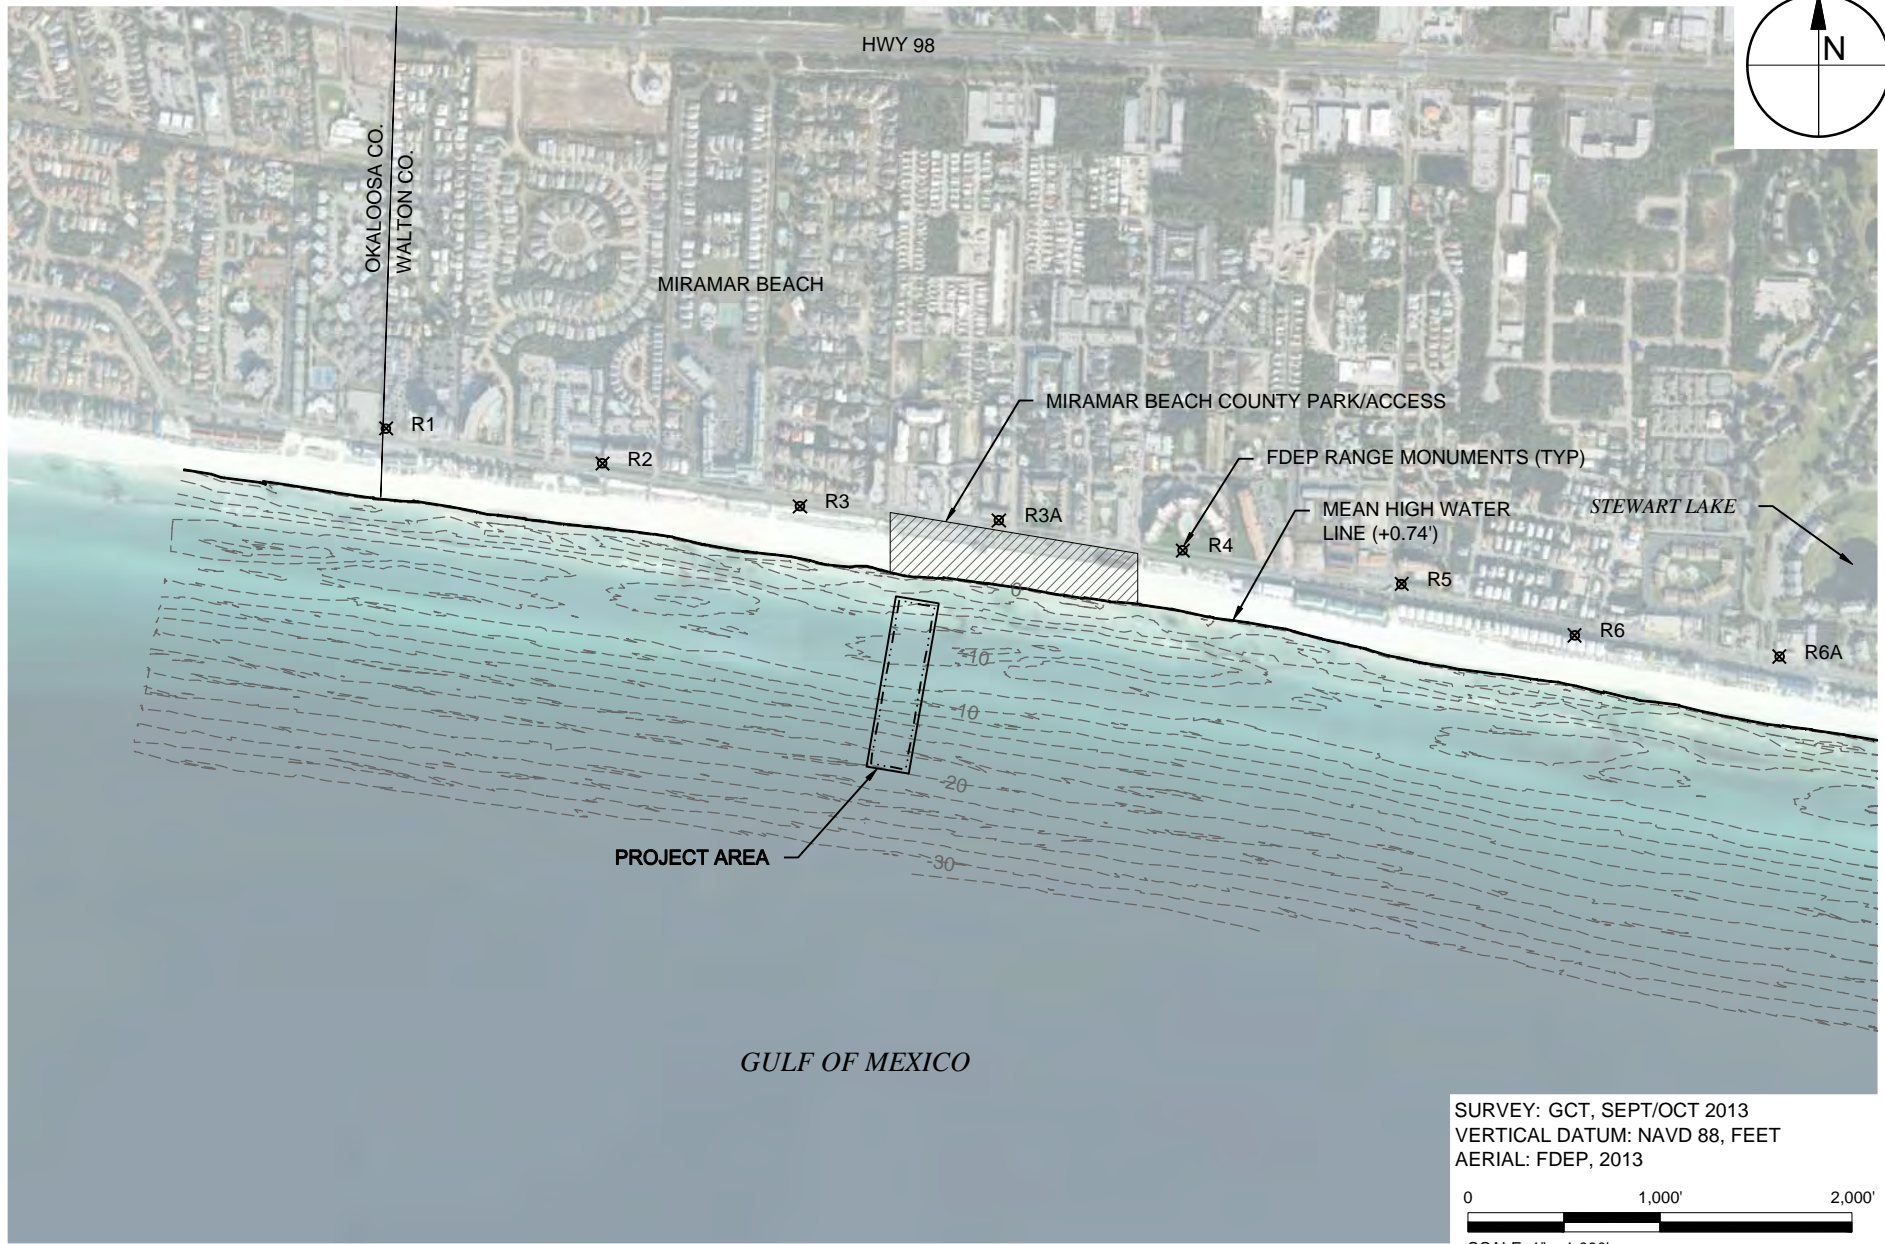 N
HWY 98
OKALOOSA CO.
WALTON CO.
MIRAMAR BEACH
MIRAMAR BEACH COUNTY PARK/ACCESS
R1
R2
FDEP RANGE MONUMENTS (TYP)
R3
R3A
MEAN HIGH WATER
LINE (+0.74')
STEWART LAKE
R4
R5
0
R6
R6A
-10
-10
-20
PROJECT AREA
-30
GULF OF MEXICO
SURVEY: GCT, SEPT/OCT 2013
VERTICAL DATUM: NAVD 88, FEET
AERIAL: FDEP, 2013
0 1,000' 2,000'